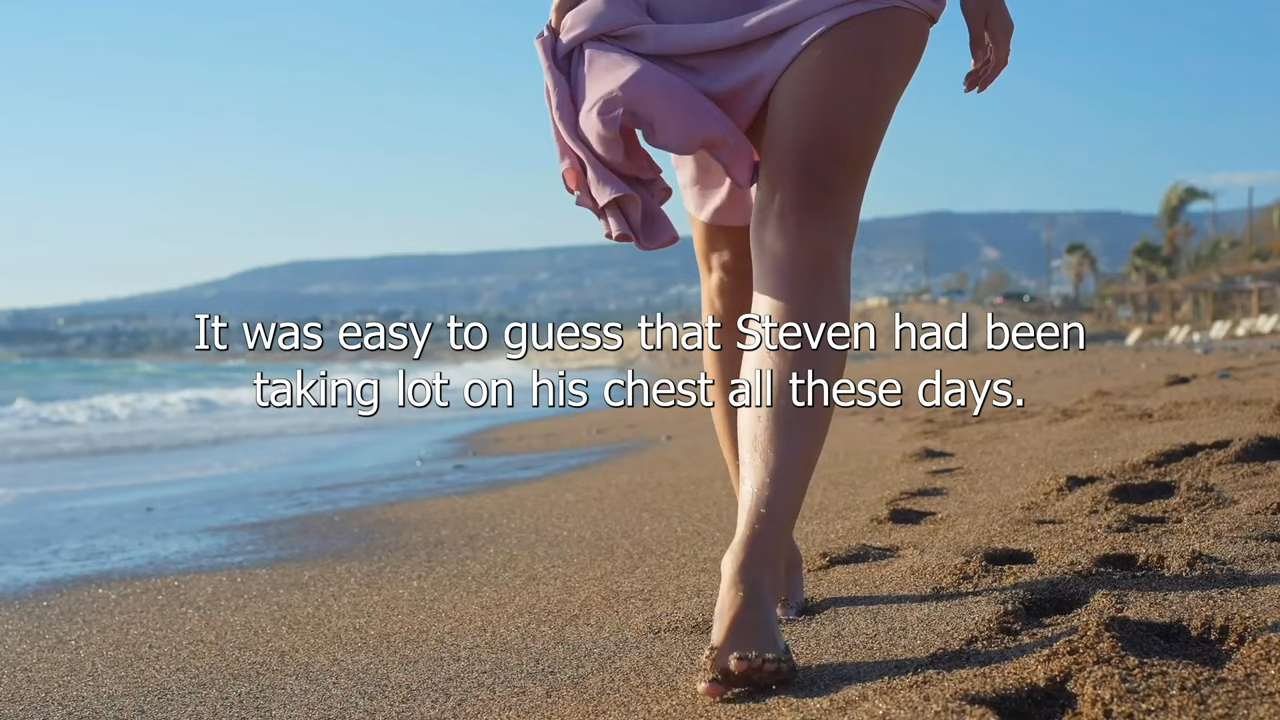 It was easy to guess that Steven had been
taking lot on his chest all these days.